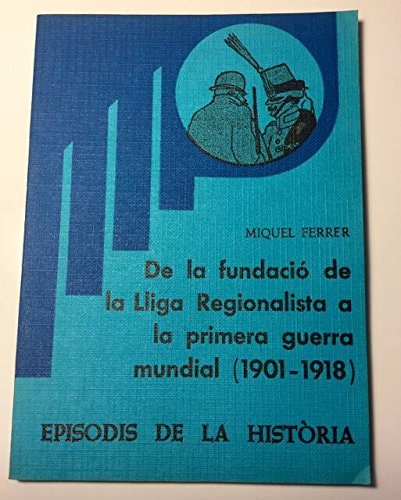 MIQUEL FERRER
De la fundació de
la Lliga Regionalista a
la primera guerra
mundial (1901-1918)
EPISODIS DE LA HISTÒRIA